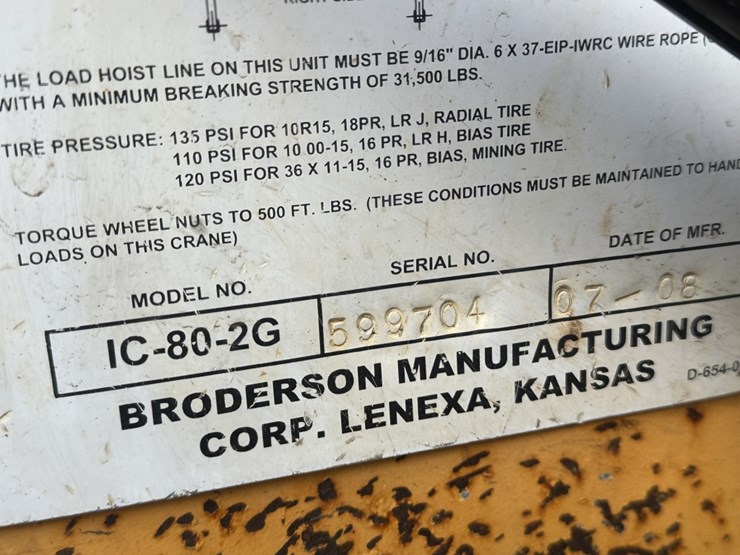 HE LOAD HOIST LINE ON THIS UNIT MUST BE 9/16" DIA. 6 X 37-EIP-IWRC WIRE ROPE
WITH A MINIMUM BREAKING STRENGTH OF 31,500 LBS.
TIRE PRESSURE: 135 PSI FOR 10R15, 18PR, LR J, RADIAL TIRE
110 PSI FOR 10 00-15, 16 PR, LR H, BIAS TIRE
120 PSI FOR 36 X 11-15, 16 PR, BIAS, MINING TIRE.
TORQUE WHEEL NUTS TO 500 FT. LBS. (THESE CONDITIONS MUST BE MAINTAINED TO HAND
LOADS ON THIS CRANE)
MODEL NO. SERIAL NO. DATE OF MFR.
IC-80-2G 599704 07-08
BRODERSON MANUFACTURING
CORP. LENEXA, KANSAS
D-654-0